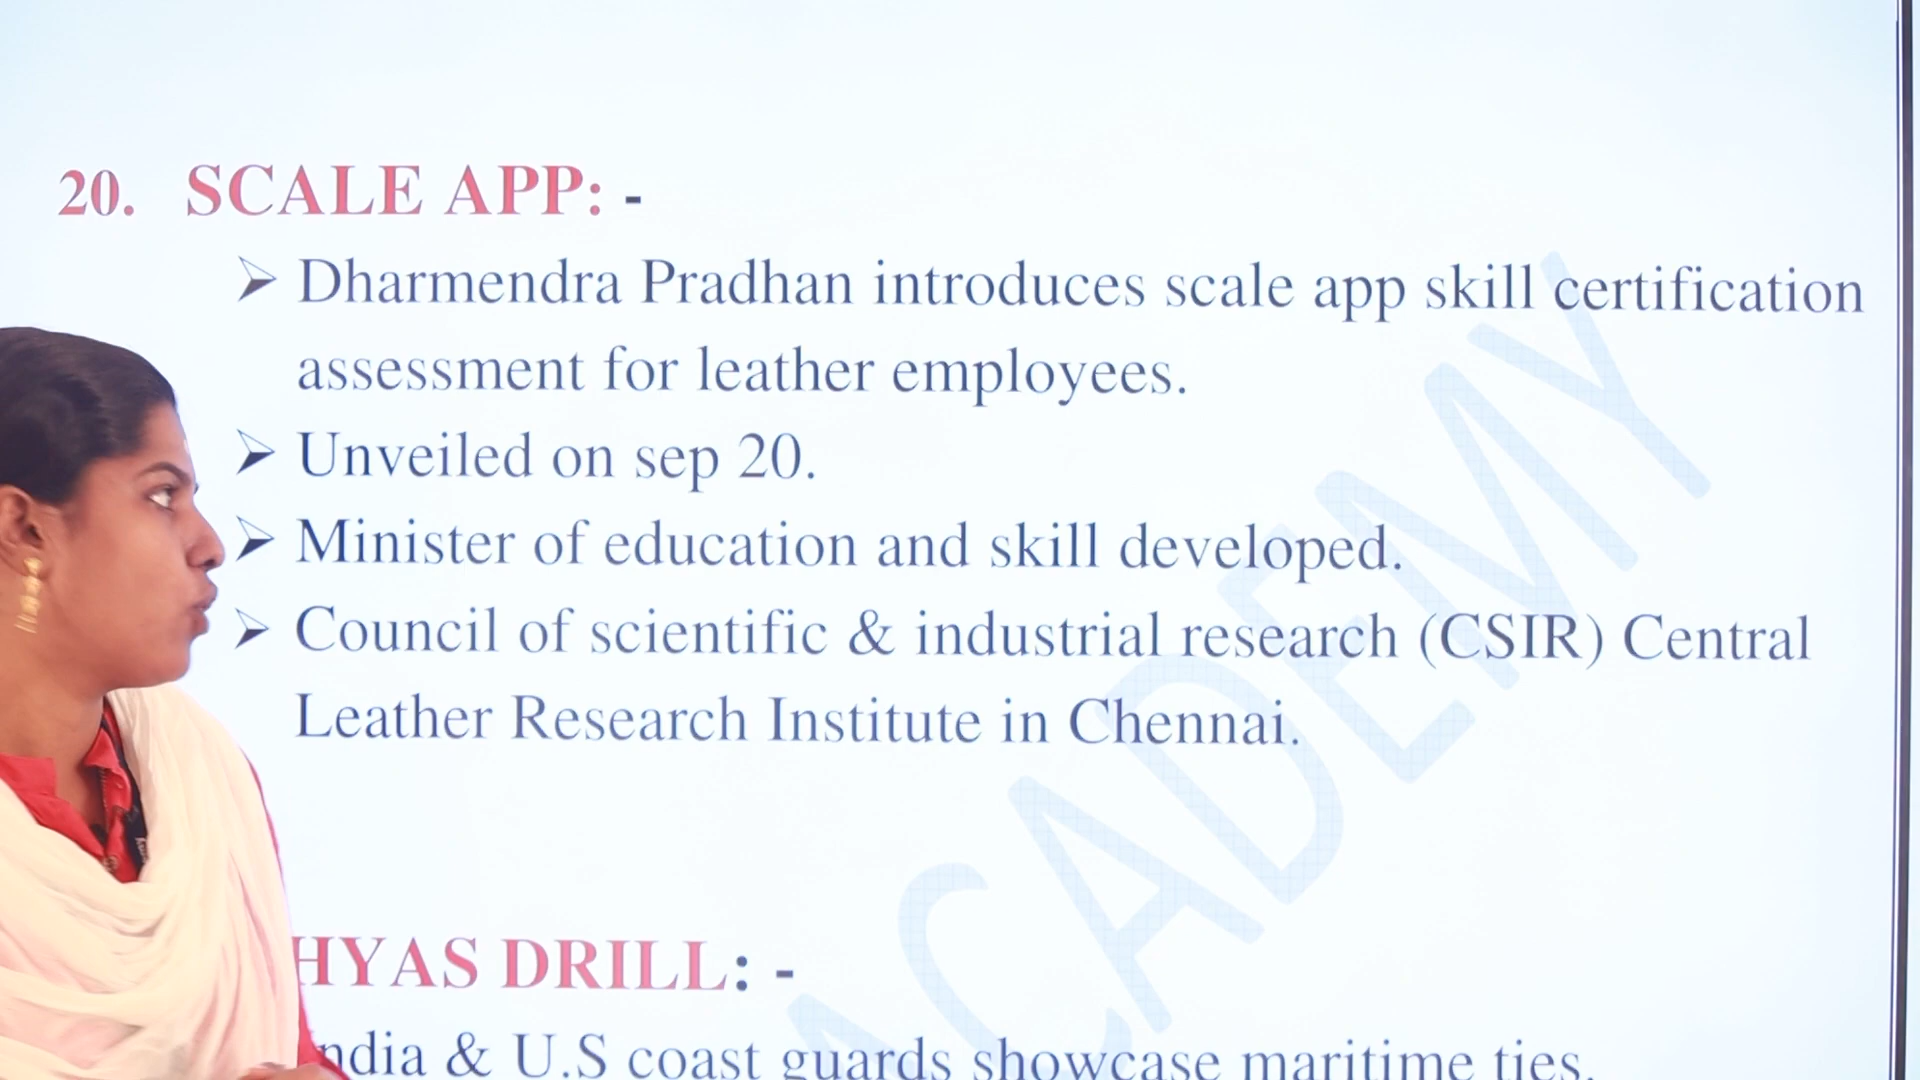 20. SCALE APP: -
➢ Dharmendra Pradhan introduces scale app skill certification
assessment for leather employees.
➢ Unveiled on sep 20.
➢ Minister of education and skill developed.
➢ Council of scientific & industrial research (CSIR) Central
Leather Research Institute in Chennai.
HYAS DRILL: -
ndia & U.S coast guards showcase maritime ties.
ACADEMY